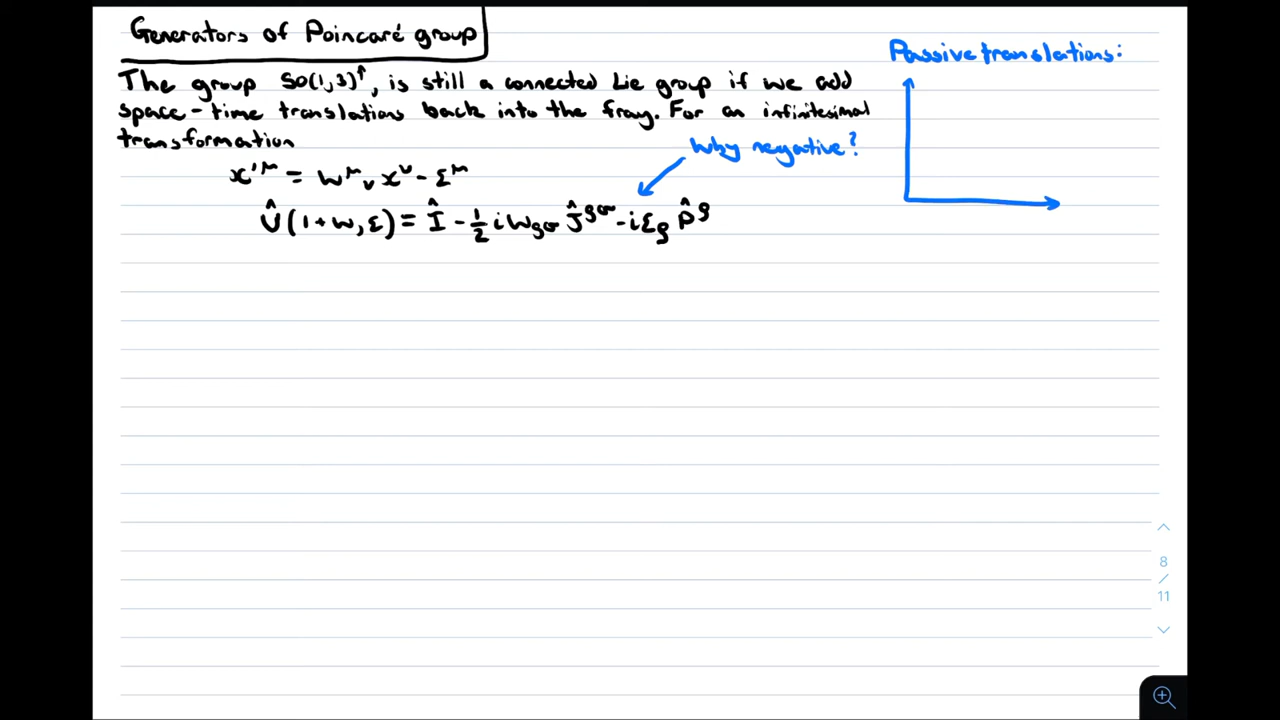 Generators of Poincaré group
The group SO(1,3)↑, is still a connected Lie group if we add
space-time translations back into the fray. For an infinitesimal
transformation
x'^μ = w^μ_ν x^ν - ε^μ
Û(1+w,ε) = Î - 1/2 i w_ρσ Ĵ^ρσ - i ε_ρ P̂^ρ
why negative?
Passive translations:
8
/
11